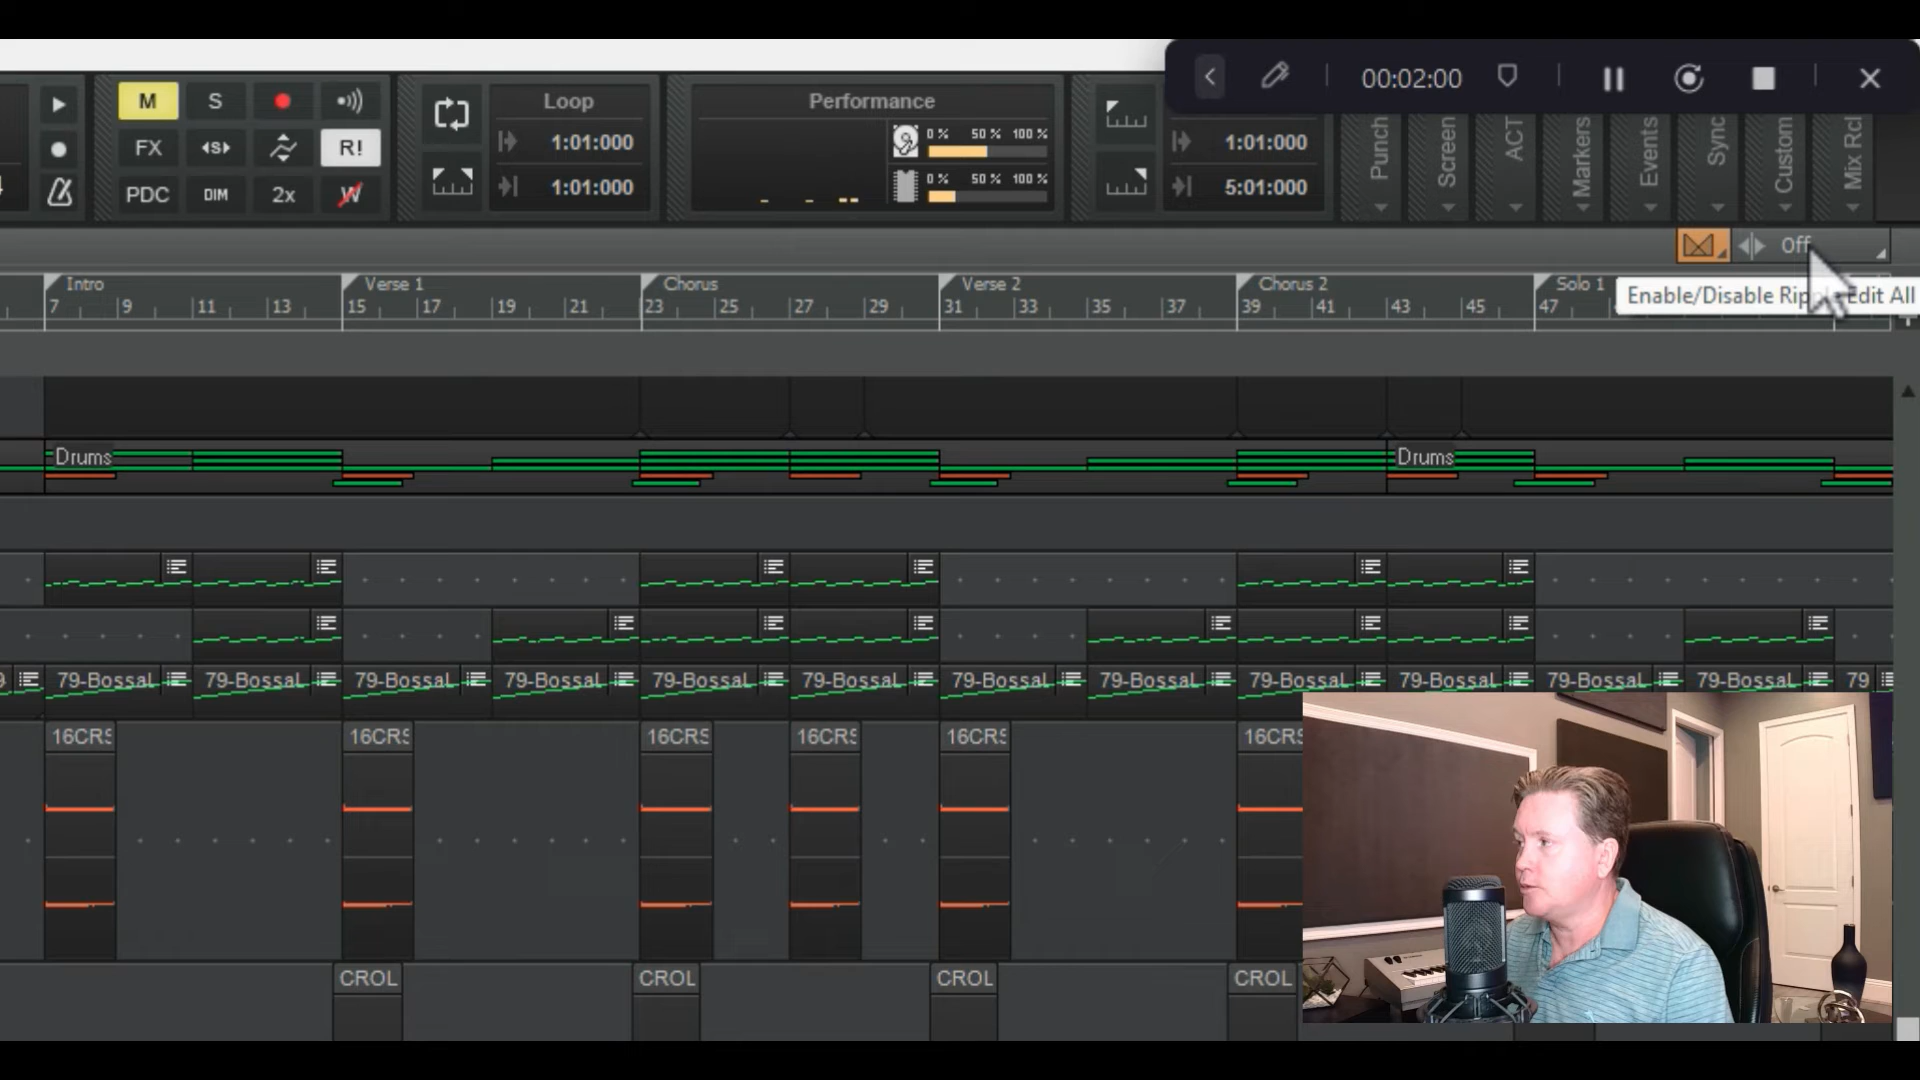 00:02:00
M S Loop Performance
0 % 50 % 100 %
FX S R! 1:01:000 1:01:000
0 % 50 % 100 %
PDC DIM 2x W 1:01:000 5:01:000
Punch Screen ACT Markers Events Sync Custom Mix Rcl
Off
Intro Verse 1 Chorus Verse 2 Chorus 2 Solo 1
Enable/Disable Ripple Edit All
7 9 11 13 15 17 19 21 23 25 27 29 31 33 35 37 39 41 43 45 47
Drums Drums
79-BossaL 79-BossaL 79-BossaL 79-BossaL 79-BossaL 79-BossaL 79-BossaL 79-BossaL 79-BossaL 79-BossaL 79-BossaL 79-BossaL 79
16CRS 16CRS 16CRS 16CRS 16CRS 16CRS
CROL CROL CROL CROL